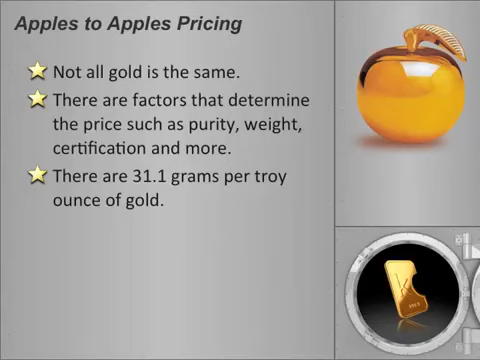 Apples to Apples Pricing
Not all gold is the same.
There are factors that determine
the price such as purity, weight,
certification and more.
There are 31.1 grams per troy
ounce of gold.